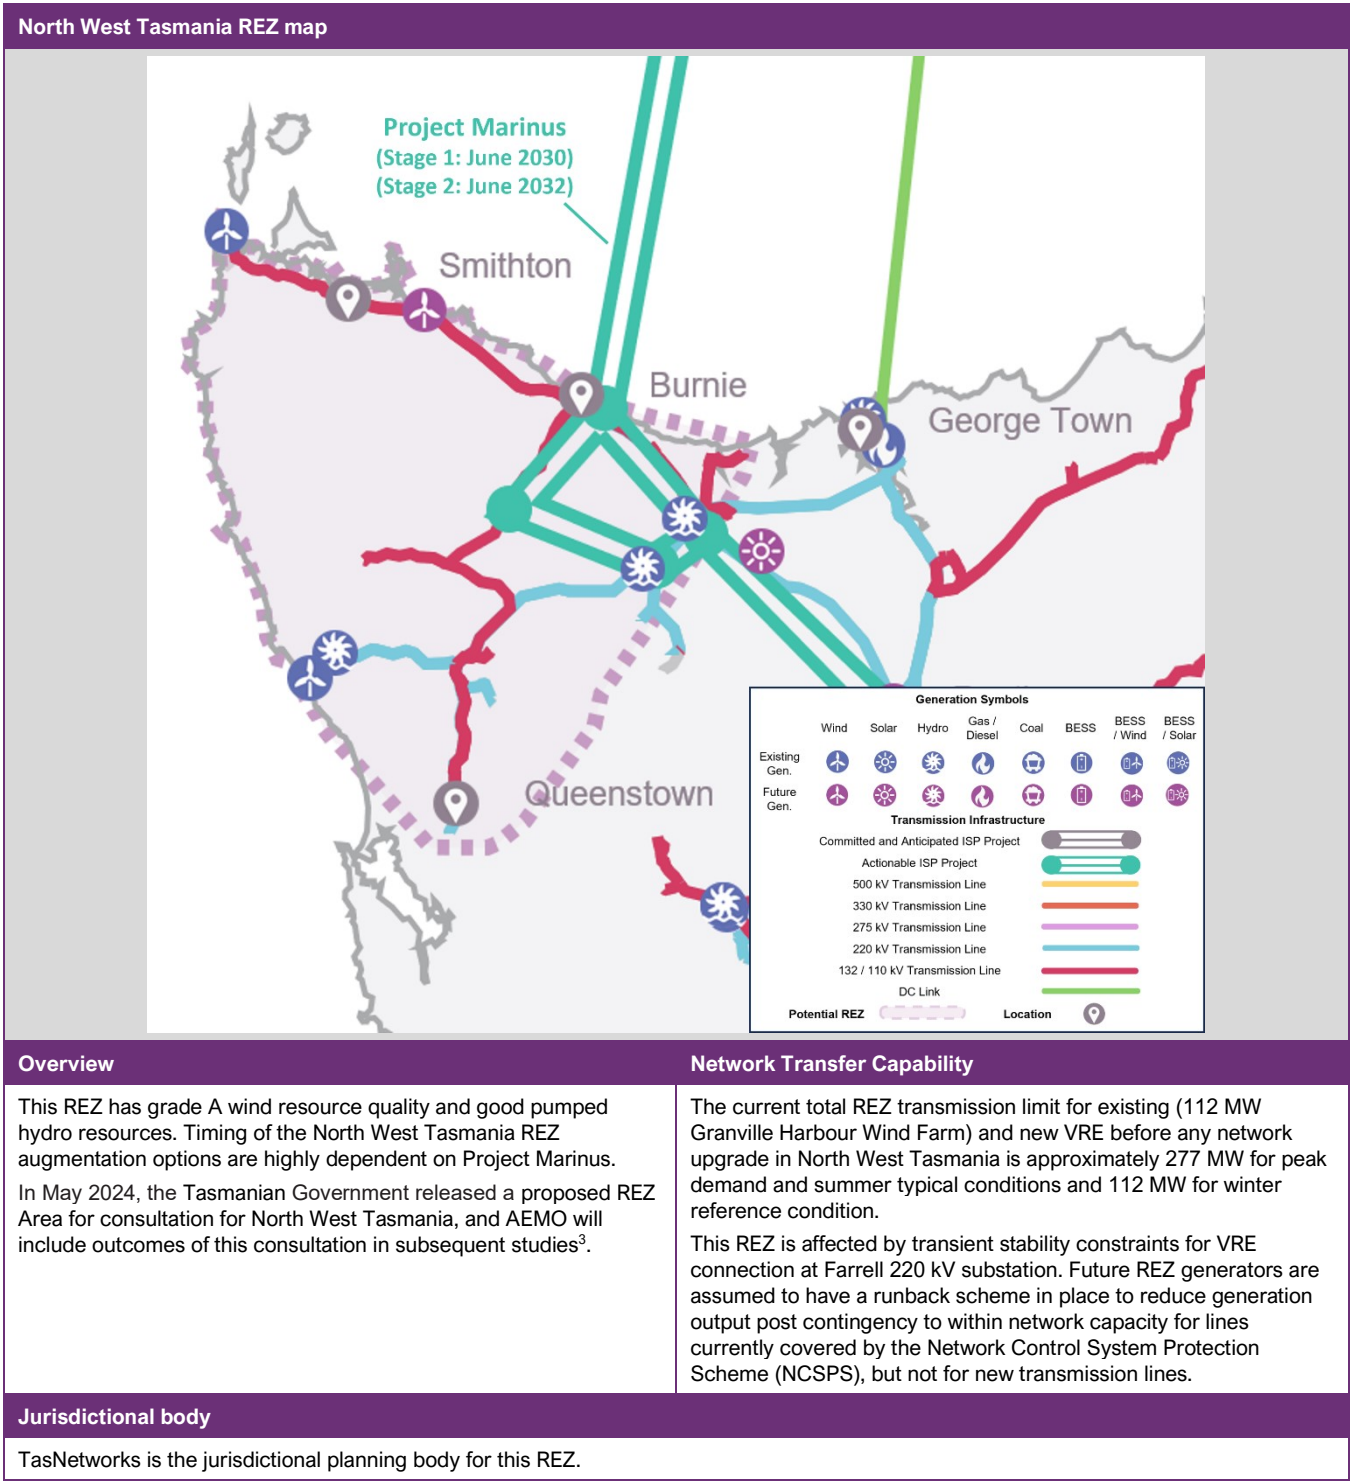 North West Tasmania REZ map
Project Marinus
(Stage 1: June 2030)
(Stage 2: June 2032)
Smithton
Burnie
George Town
Queenstown
Generation Symbols
Wind Solar Hydro Gas / Diesel Coal BESS BESS / Wind BESS / Solar
Existing Gen.
Future Gen.
Transmission Infrastructure
Committed and Anticipated ISP Project
Actionable ISP Project
500 kV Transmission Line
330 kV Transmission Line
275 kV Transmission Line
220 kV Transmission Line
132 / 110 kV Transmission Line
DC Link
Potential REZ Location
Overview
This REZ has grade A wind resource quality and good pumped
hydro resources. Timing of the North West Tasmania REZ
augmentation options are highly dependent on Project Marinus.
In May 2024, the Tasmanian Government released a proposed REZ
Area for consultation for North West Tasmania, and AEMO will
include outcomes of this consultation in subsequent studies³.
Network Transfer Capability
The current total REZ transmission limit for existing (112 MW
Granville Harbour Wind Farm) and new VRE before any network
upgrade in North West Tasmania is approximately 277 MW for peak
demand and summer typical conditions and 112 MW for winter
reference condition.
This REZ is affected by transient stability constraints for VRE
connection at Farrell 220 kV substation. Future REZ generators are
assumed to have a runback scheme in place to reduce generation
output post contingency to within network capacity for lines
currently covered by the Network Control System Protection
Scheme (NCSPS), but not for new transmission lines.
Jurisdictional body
TasNetworks is the jurisdictional planning body for this REZ.